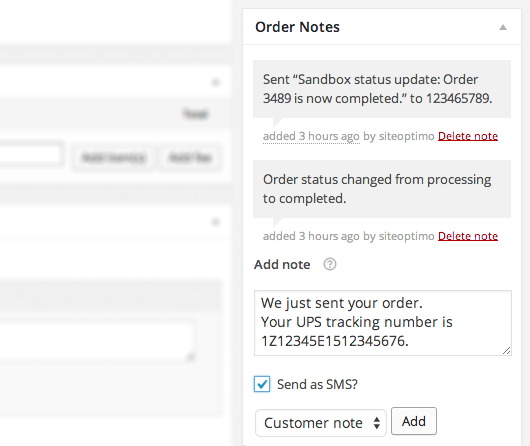 Order Notes
Sent “Sandbox status update: Order
3489 is now completed.” to 123465789.
added 3 hours ago by siteoptimo Delete note
Order status changed from processing
to completed.
added 3 hours ago by siteoptimo Delete note
Add note
We just sent your order.
Your UPS tracking number is
1Z12345E1512345676.
Send as SMS?
Customer note
Add